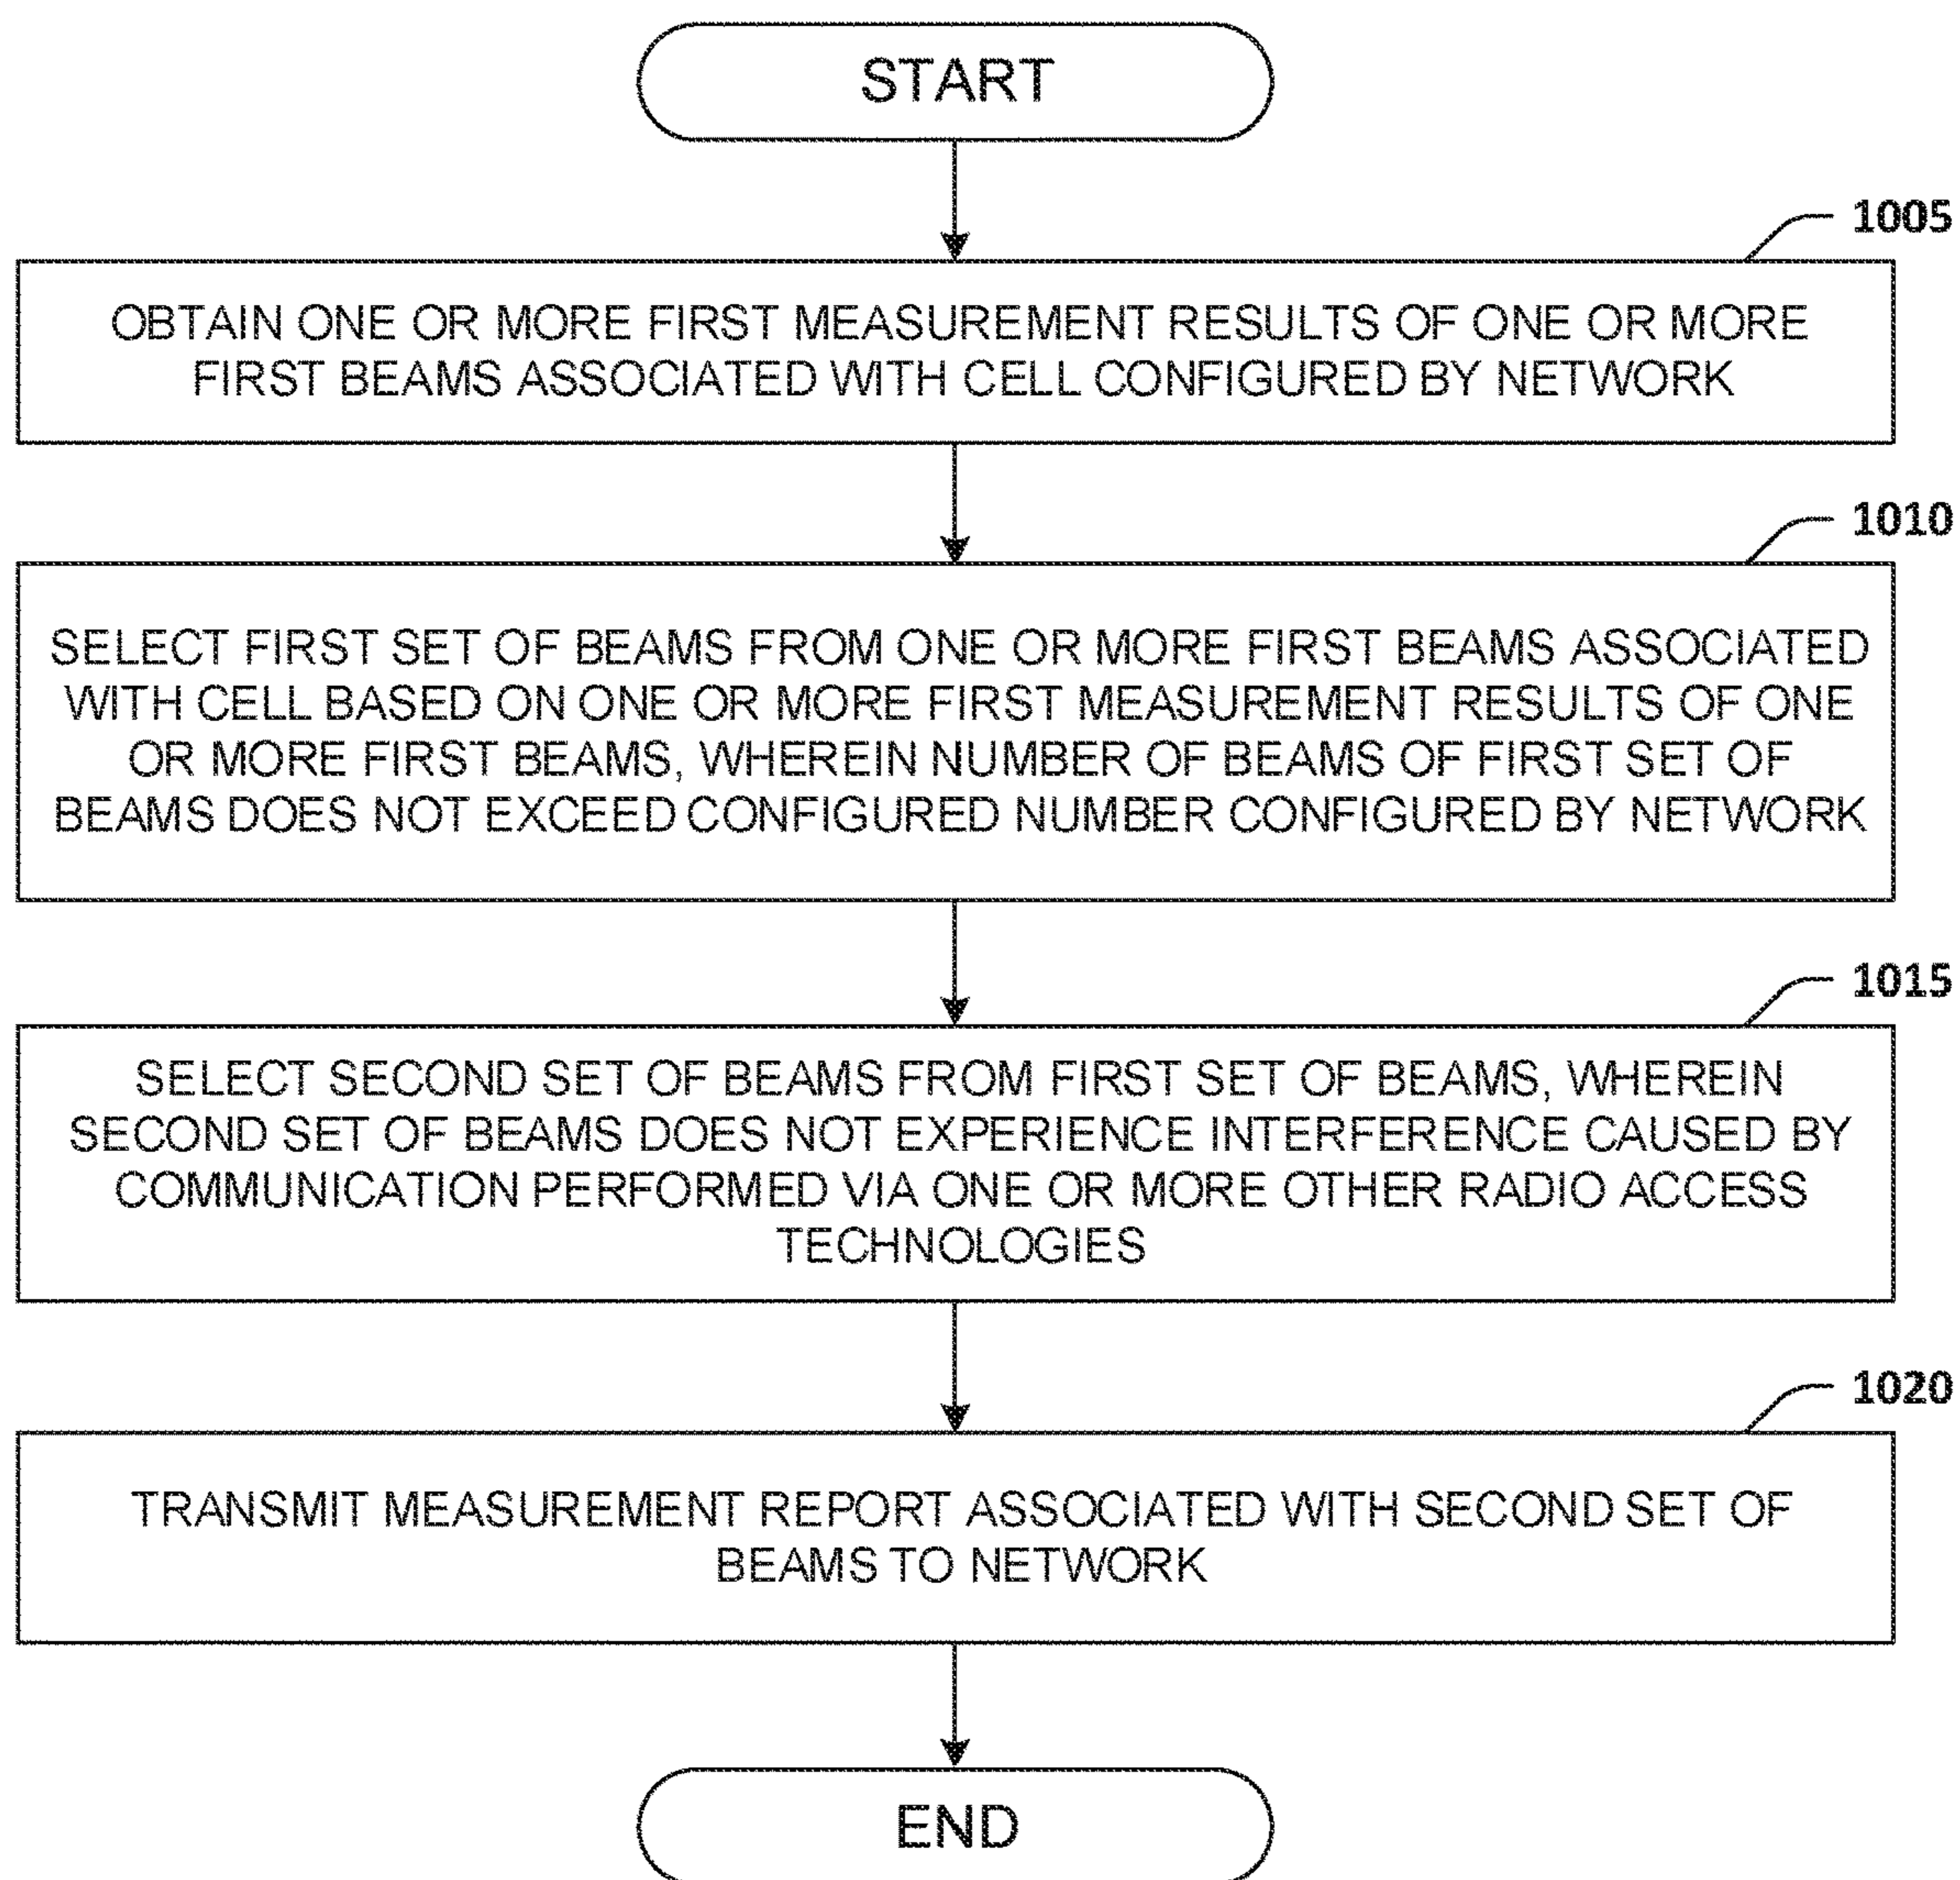 START
1005
OBTAIN ONE OR MORE FIRST MEASUREMENT RESULTS OF ONE OR MORE
FIRST BEAMS ASSOCIATED WITH CELL CONFIGURED BY NETWORK
1010
SELECT FIRST SET OF BEAMS FROM ONE OR MORE FIRST BEAMS ASSOCIATED
WITH CELL BASED ON ONE OR MORE FIRST MEASUREMENT RESULTS OF ONE
OR MORE FIRST BEAMS, WHEREIN NUMBER OF BEAMS OF FIRST SET OF
BEAMS DOES NOT EXCEED CONFIGURED NUMBER CONFIGURED BY NETWORK
1015
SELECT SECOND SET OF BEAMS FROM FIRST SET OF BEAMS, WHEREIN
SECOND SET OF BEAMS DOES NOT EXPERIENCE INTERFERENCE CAUSED BY
COMMUNICATION PERFORMED VIA ONE OR MORE OTHER RADIO ACCESS
TECHNOLOGIES
1020
TRANSMIT MEASUREMENT REPORT ASSOCIATED WITH SECOND SET OF
BEAMS TO NETWORK
END